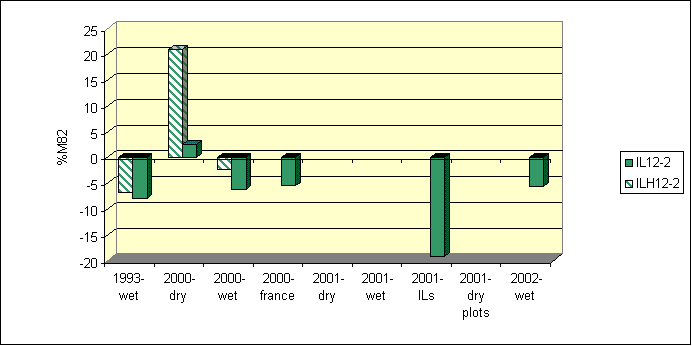 25
20
15
10
5
0
-5
-10
-15
-20
%M82
1993-
wet
2000-
dry
2000-
wet
2000-
france
2001-
dry
2001-
wet
2001-
ILs
2001-
dry
plots
2002-
wet
IL12-2
ILH12-2